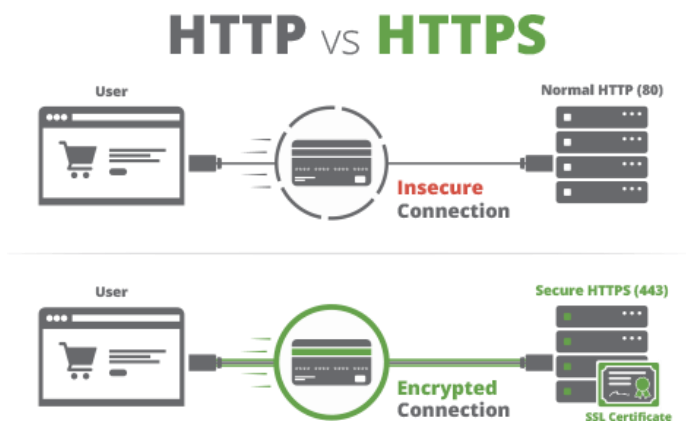 HTTP vs HTTPS
User
Normal HTTP (80)
Insecure
Connection
User
Secure HTTPS (443)
Encrypted
Connection
SSL Certificate